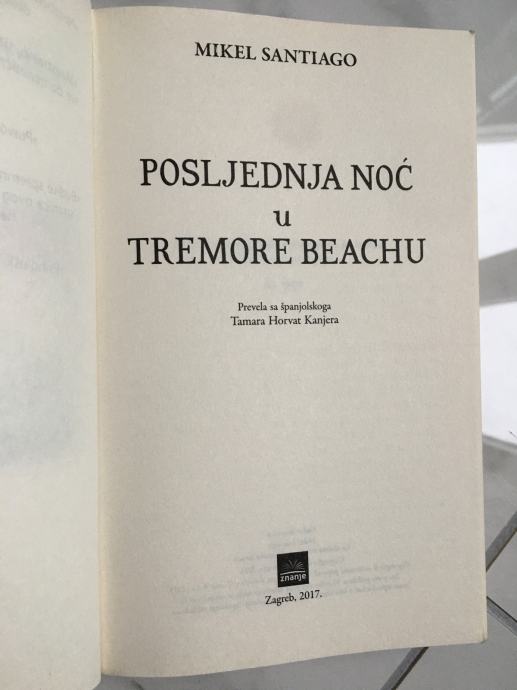 MIKEL SANTIAGO
POSLJEDNJA NOĆ
u
TREMORE BEACHU
Prevela sa španjolskoga
Tamara Horvat Kanjera
znanje
Zagreb, 2017.